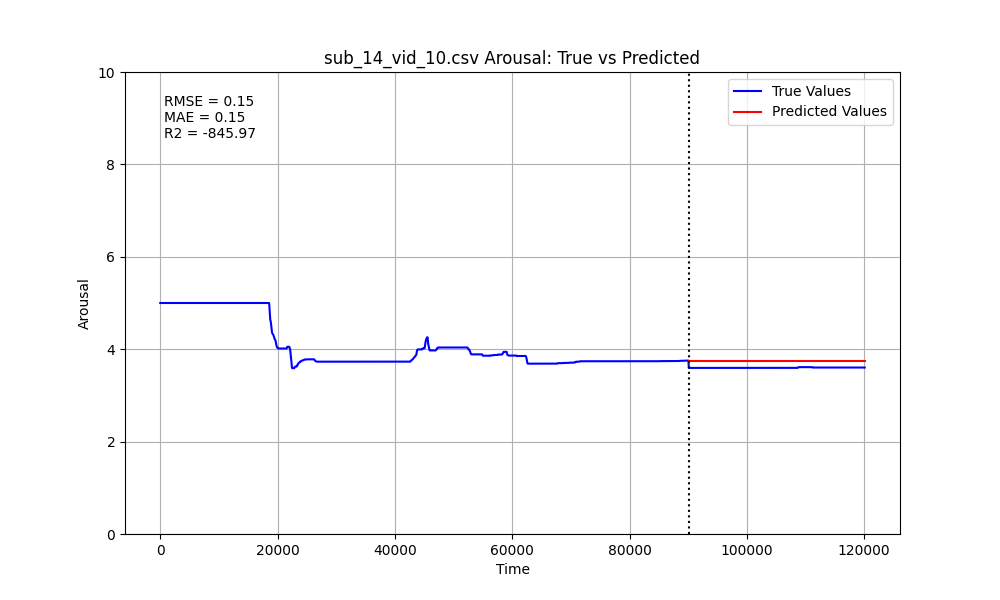 sub_14_vid_10.csv Arousal: True vs Predicted
10
8
6
4
2
0
Arousal
RMSE = 0.15
MAE = 0.15
R2 = -845.97
True Values
Predicted Values
0 20000 40000 60000 80000 100000 120000
Time